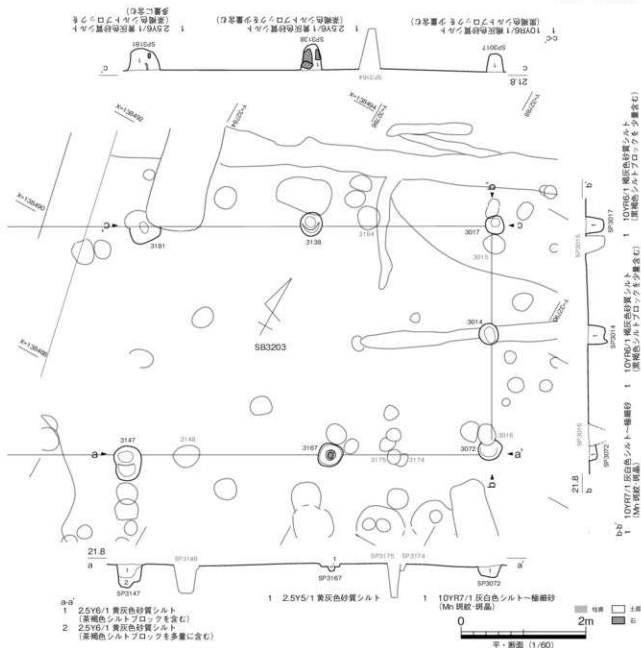 1 2.5Y6/1 黄灰色砂質シルト
(茶褐色シルトブロックを
多量に含む)
1 2.5Y6/1 黄灰色砂質シルト
(茶褐色シルトブロックを少量含む)
1 10YR6/1 褐灰色砂質シルト
(黒褐色シルトブロックを
c-c'
SP3181
SP3138
SP3164
SP3017
c'
c
21.8
X=138492
Y=32784
Y=32786
Y=32788
X=138490
X=138488
c'
3181
3138
3164
3017
c
b'
3015
3014
SB3203
3147
3148
3167
3016
3072
3175
3174
a
a'
b
b'
SP3017
SP3015
SP3014
SP3016
SP3072
21.8
b
1 10YR6/1 褐灰色砂質シルト
(黒褐色シルトブロックを少量含む)
1 10YR6/1 褐灰色砂質シルト
(黒褐色シルトブロックを少量含む)
b-b'
1 10YR7/1 灰白色シルト～極細砂
(Mn 斑紋・斑晶)
21.8
a
SP3148
SP3175
SP3174
a'
SP3147
SP3167
SP3072
a-a'
1 2.5Y6/1 黄灰色砂質シルト
(茶褐色シルトブロックを含む)
2 2.5Y6/1 黄灰色砂質シルト
(茶褐色シルトブロックを多量に含む)
1 2.5Y5/1 黄灰色砂質シルト
1 10YR7/1 灰白色シルト～極細砂
(Mn 斑紋・斑晶)
柱痕
土器
石
0
2m
平・断面 (1/60)